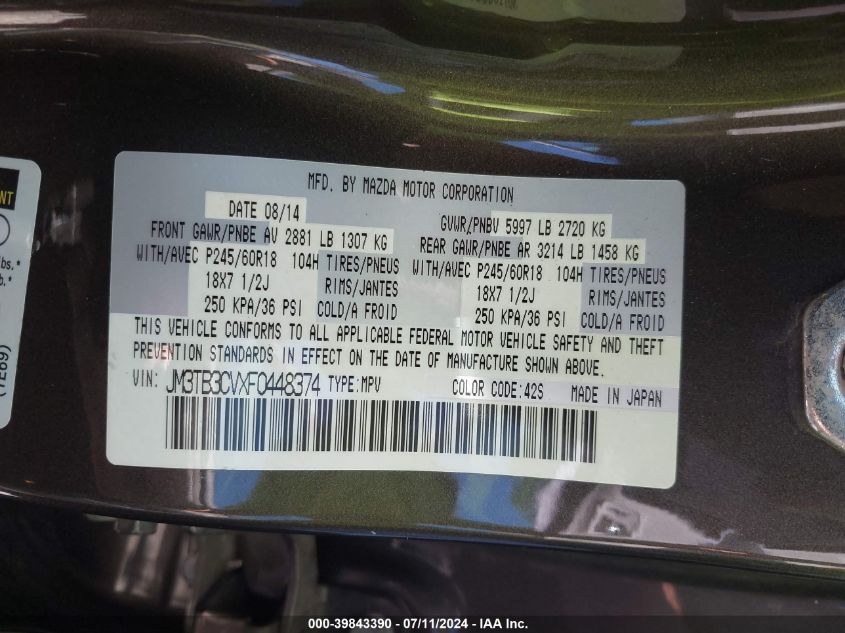 MFD. BY MAZDA MOTOR CORPORATION
DATE 08/14
GVWR/PNBV 5997 LB 2720 KG
FRONT GAWR/PNBE AV 2881 LB 1307 KG
REAR GAWR/PNBE AR 3214 LB 1458 KG
WITH/AVEC P245/60R18 104H TIRES/PNEUS
WITH/AVEC P245/60R18 104H TIRES/PNEUS
18X7 1/2J RIMS/JANTES
18X7 1/2J RIMS/JANTES
250 KPA/36 PSI COLD/A FROID
250 KPA/36 PSI COLD/A FROID
THIS VEHICLE CONFORMS TO ALL APPLICABLE FEDERAL MOTOR VEHICLE SAFETY AND THEFT
PREVENTION STANDARDS IN EFFECT ON THE DATE OF MANUFACTURE SHOWN ABOVE.
VIN: JM3TB3CVXF0448374 TYPE:MPV COLOR CODE:42S MADE IN JAPAN
lbs.*
(TE69)
000-39843390 - 07/11/2024 - IAA Inc.